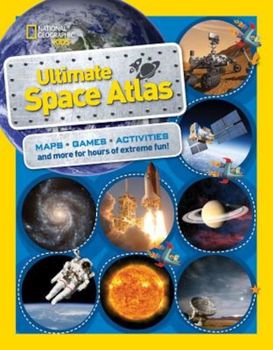 NATIONAL
GEOGRAPHIC
KIDS
Ultimate
Space Atlas
MAPS • GAMES • ACTIVITIES
and more for hours of extreme fun!